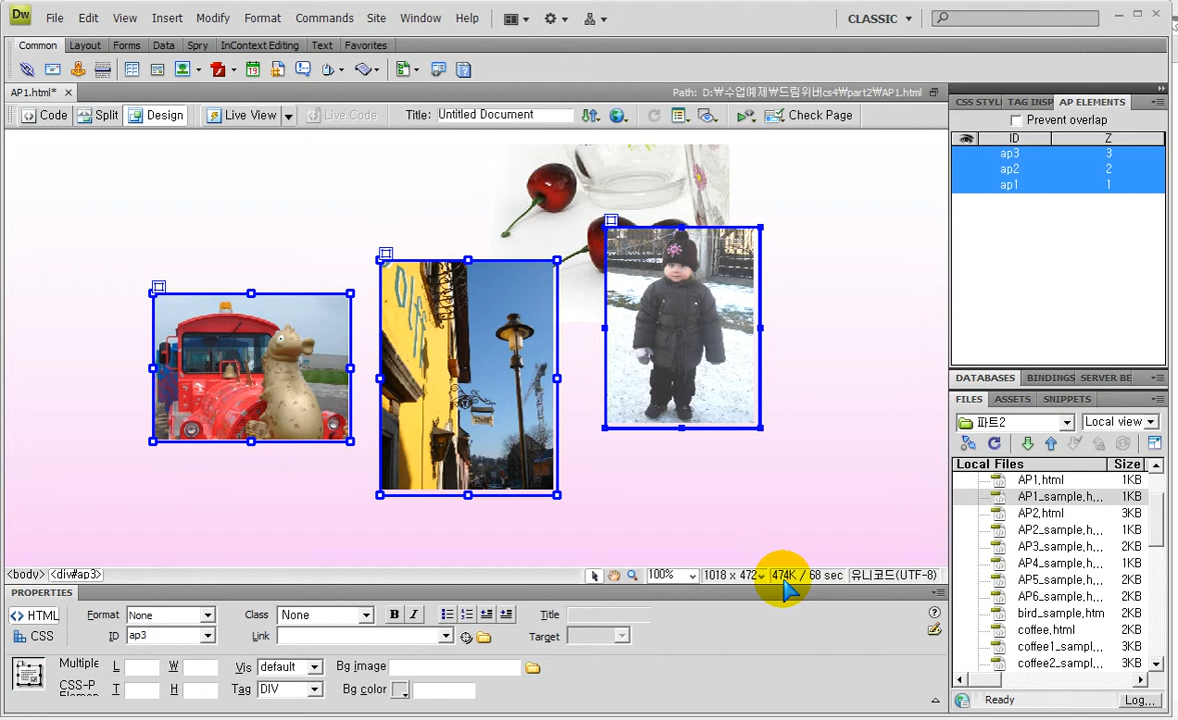 Dw File Edit View Insert Modify Format Commands Site Window Help CLASSIC
Common Layout Forms Data Spry InContext Editing Text Favorites
AP1.html* Path: D:₩수업예제₩드림위버cs4₩part2₩AP1.html
Code Split Design Live View Live Code Title: Untitled Document Check Page
CSS STYL TAG INSP AP ELEMENTS
Prevent overlap
ID Z
ap3 3
ap2 2
ap1 1
DATABASES BINDINGS SERVER BE
FILES ASSETS SNIPPETS
파트2 Local view
Local Files Size
AP1.html 1KB
AP1_sample.h... 1KB
AP2.html 3KB
AP2_sample.h... 2KB
AP3_sample.h... 2KB
AP4_sample.h... 2KB
AP5_sample.h... 2KB
AP6_sample.h... 2KB
bird_sample.htm 2KB
coffee.html 2KB
coffee1_sampl... 3KB
coffee2_sampl... 3KB
Ready Log...
<body> <div#ap3> 100% 1018 x 472 474K / 68 sec 유니코드(UTF-8)
PROPERTIES
HTML Format None Class None B I Title
CSS ID ap3 Link Target
Multiple L W Vis default Bg image
CSS-P T H Tag DIV Bg color
Elemen